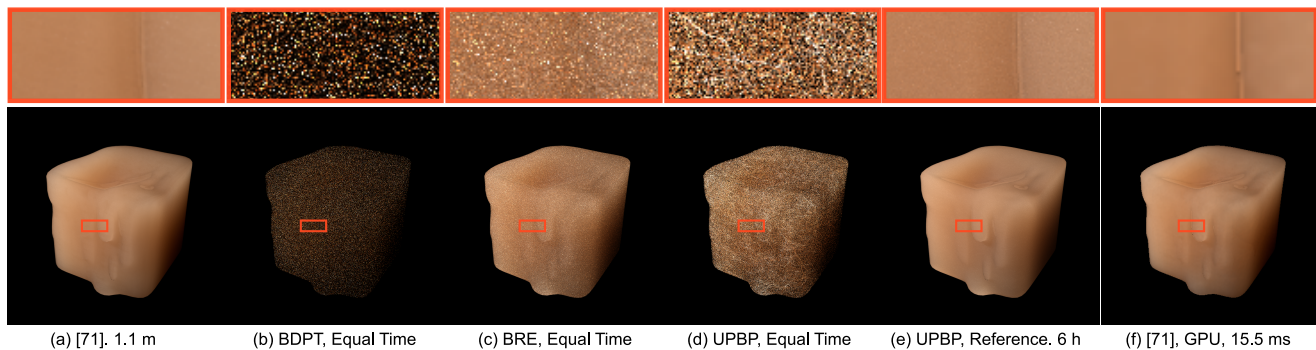 (a) [71]. 1.1 m
(b) BDPT, Equal Time
(c) BRE, Equal Time
(d) UPBP, Equal Time
(e) UPBP, Reference. 6 h
(f) [71], GPU, 15.5 ms